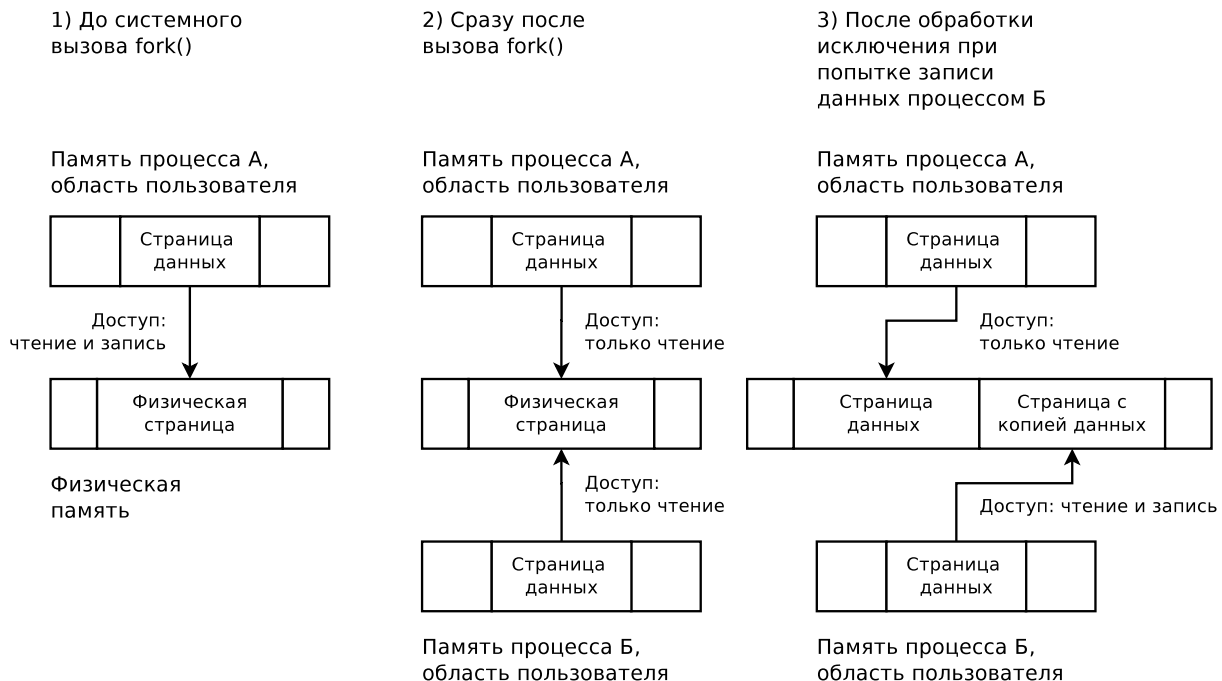 1) До системного
вызова fork()
Память процесса А,
область пользователя
Страница
данных
Доступ:
чтение и запись
Физическая
страница
Физическая
память
2) Сразу после
вызова fork()
Память процесса А,
область пользователя
Страница
данных
Доступ:
только чтение
Физическая
страница
Доступ:
только чтение
Страница
данных
Память процесса Б,
область пользователя
3) После обработки
исключения при
попытке записи
данных процессом Б
Память процесса А,
область пользователя
Страница
данных
Доступ:
только чтение
Страница
данных
Страница с
копией данных
Доступ: чтение и запись
Страница
данных
Память процесса Б,
область пользователя